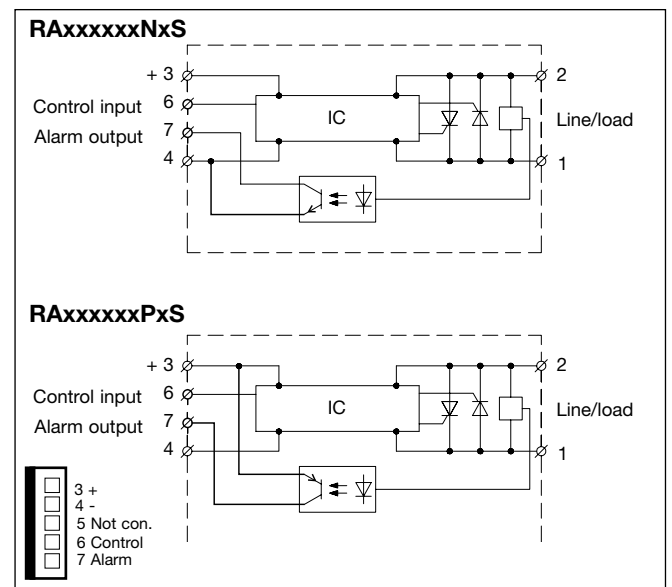 RAxxxxxxNxS
+ 3
2
Control input 6
IC
Line/load
Alarm output 7
4
1
RAxxxxxxPxS
+ 3
2
Control input 6
IC
Line/load
Alarm output 7
4
1
3 +
4 -
5 Not con.
6 Control
7 Alarm